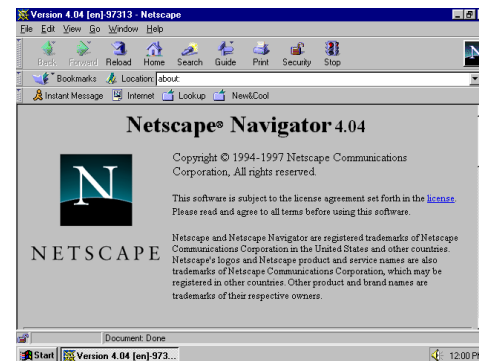 Version 4.04 [en]-97313 - Netscape
File Edit View Go Window Help
Back Forward Reload Home Search Guide Print Security Stop
N
Bookmarks Location: about:
Instant Message Internet Lookup New&Cool
Netscape® Navigator 4.04
N
NETSCAPE
Copyright © 1994-1997 Netscape Communications
Corporation, All rights reserved.
This software is subject to the license agreement set forth in the license.
Please read and agree to all terms before using this software.
Netscape and Netscape Navigator are registered trademarks of Netscape
Communications Corporation in the United States and other countries.
Netscape's logos and Netscape product and service names are also
trademarks of Netscape Communications Corporation, which may be
registered in other countries. Other product and brand names are
trademarks of their respective owners.
Document: Done
Start Version 4.04 [en]-973... 12:00 PM